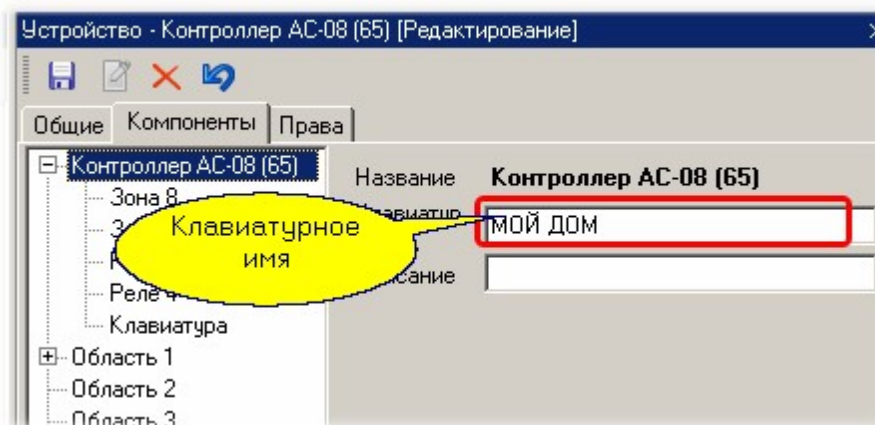 Устройство - Контроллер АС-08 (65) [Редактирование]
Общие Компоненты Права
Контроллер АС-08 (65)
Зона 8
Реле 4
Клавиатура
Область 1
Область 2
Область 3
Клавиатурное
имя
Название Контроллер АС-08 (65)
МОЙ ДОМ